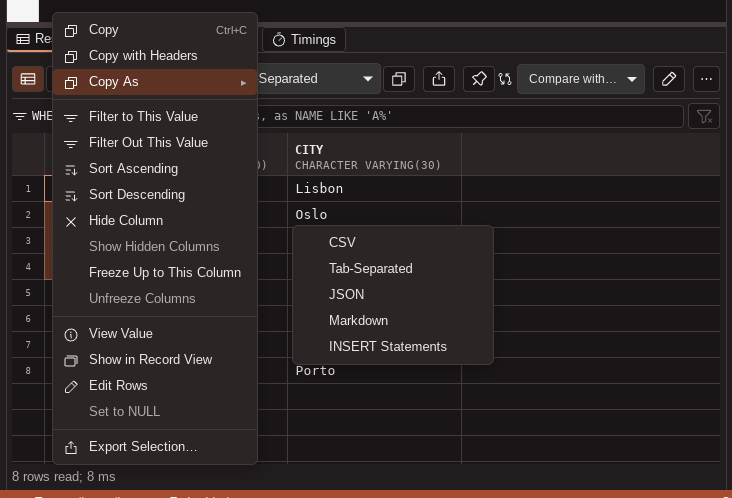 Re
Timings
Separated
Compare with…
WHE
s, as NAME LIKE 'A%'
Copy Ctrl+C
Copy with Headers
Copy As
Filter to This Value
Filter Out This Value
Sort Ascending
Sort Descending
Hide Column
Show Hidden Columns
Freeze Up to This Column
Unfreeze Columns
View Value
Show in Record View
Edit Rows
Set to NULL
Export Selection…
CSV
Tab-Separated
JSON
Markdown
INSERT Statements
0)
CITY
CHARACTER VARYING(30)
1 Lisbon
2 Oslo
3
4
5
6
7
8 Porto
8 rows read; 8 ms